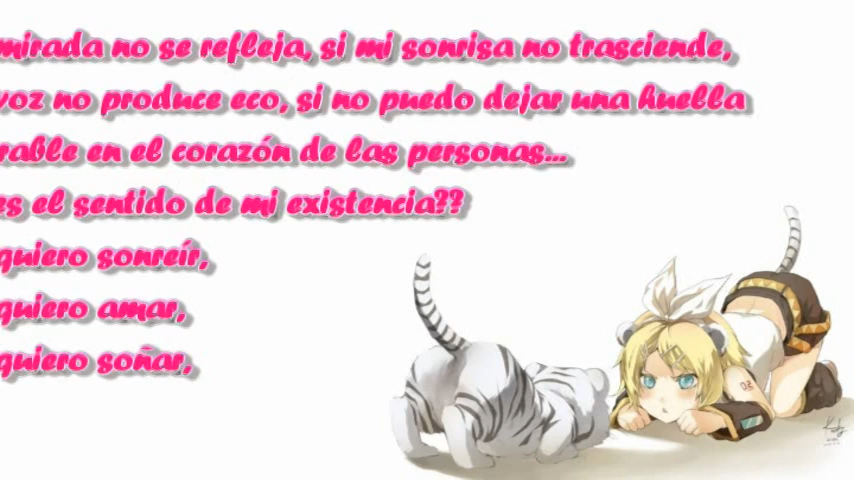 mirada no se refleja, si mi sonrisa no trasciende,
voz no produce eco, si no puedo dejar una huella
rable en el corazón de las personas...
es el sentido de mi existencia??
quiero sonreír,
quiero amar,
quiero soñar,
02